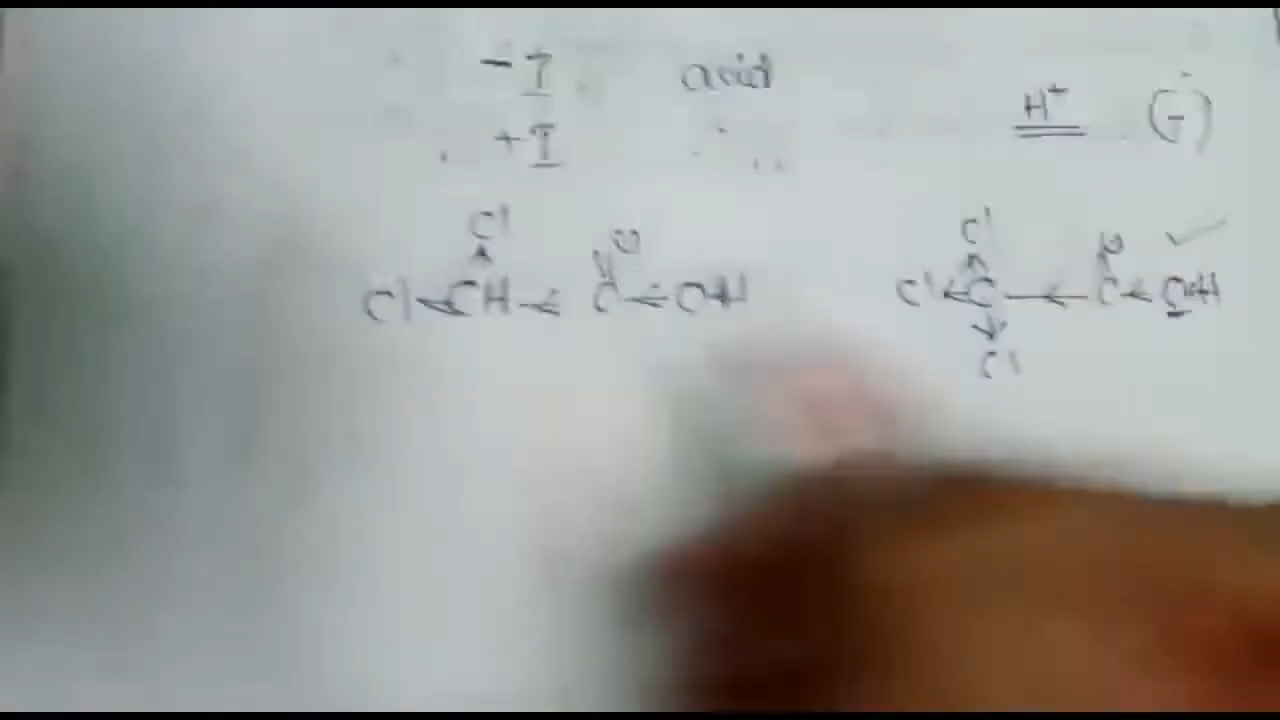 -I acid
+I
H+ (-)
Cl Cl O
Cl CH C OH Cl C C OH
Cl